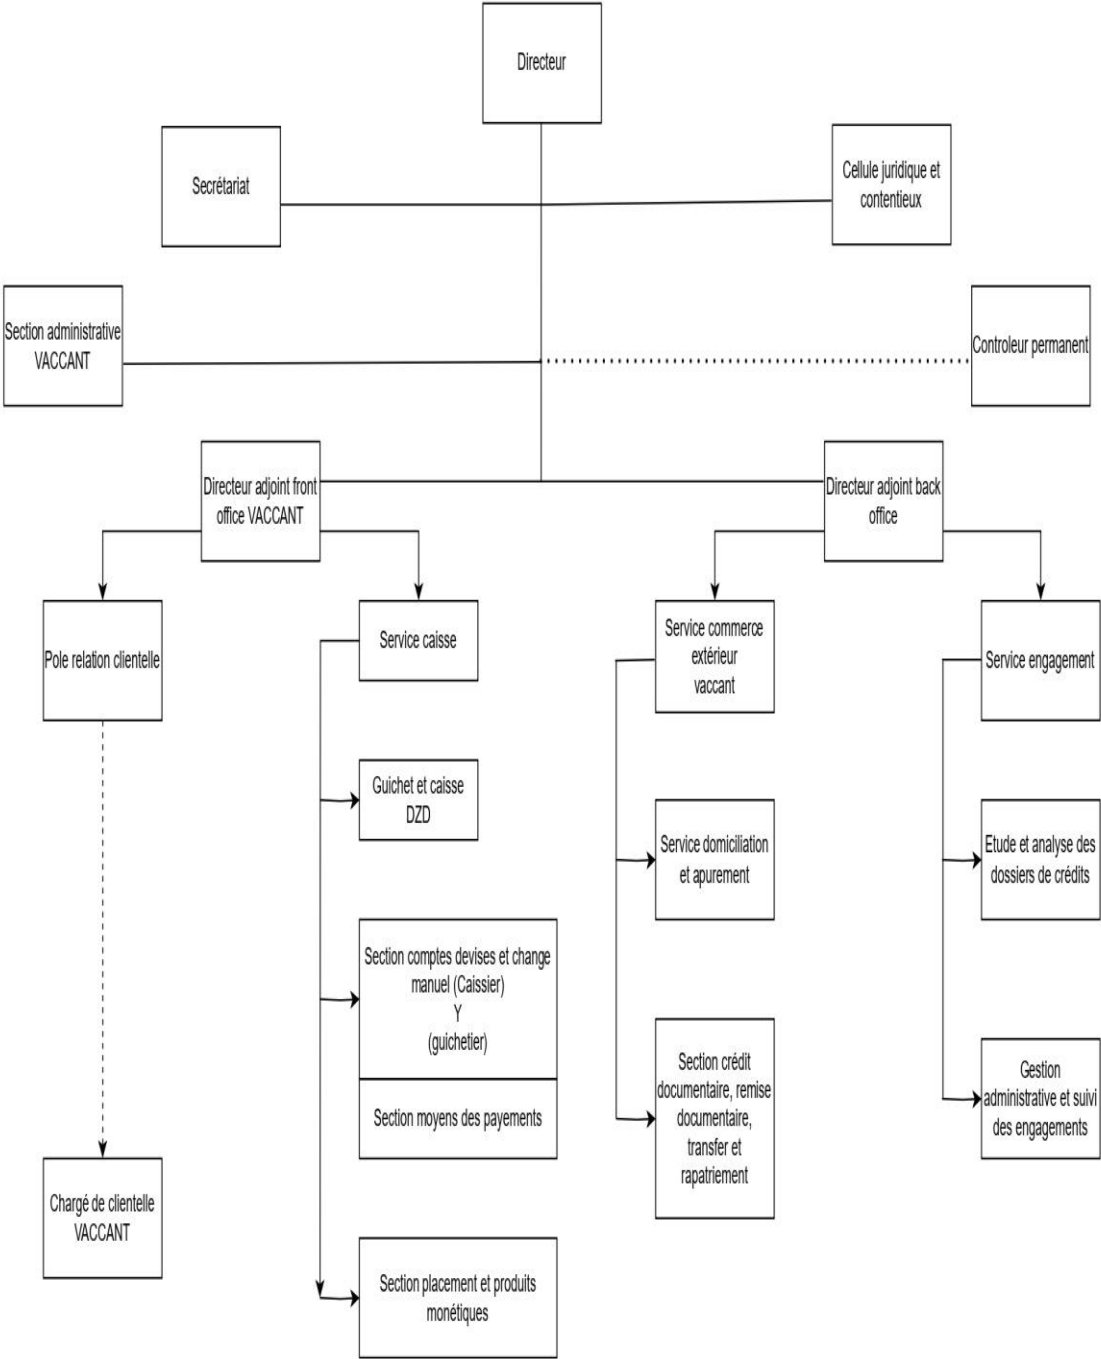 Directeur
Secrétariat
Cellule juridique et
contentieux
Section administrative
VACCANT
Controleur permanent
Directeur adjoint front
office VACCANT
Directeur adjoint back
office
Pole relation clientelle
Service caisse
Service commerce
extérieur
vaccant
Service engagement
Guichet et caisse
DZD
Service domiciliation
et apurement
Etude et analyse des
dossiers de crédits
Section comptes devises et change
manuel (Caissier)
Y
(guichetier)
Section moyens des payements
Section crédit
documentaire, remise
documentaire,
transfer et
rapatriement
Gestion
administrative et suivi
des engagements
Chargé de clientelle
VACCANT
Section placement et produits
monétiques